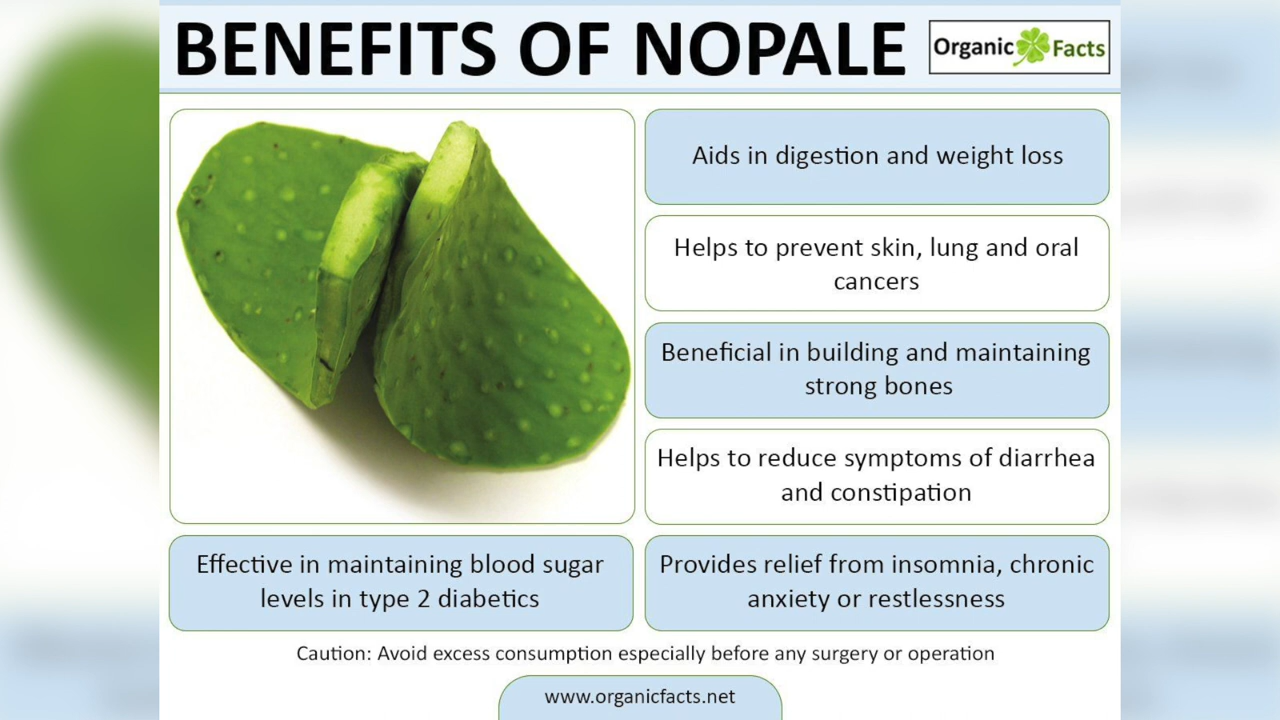 BENEFITS OF NOPALE
Organic Facts
Aids in digestion and weight loss
Helps to prevent skin, lung and oral
cancers
Beneficial in building and maintaining
strong bones
Helps to reduce symptoms of diarrhea
and constipation
Effective in maintaining blood sugar
levels in type 2 diabetics
Provides relief from insomnia, chronic
anxiety or restlessness
Caution: Avoid excess consumption especially before any surgery or operation
www.organicfacts.net